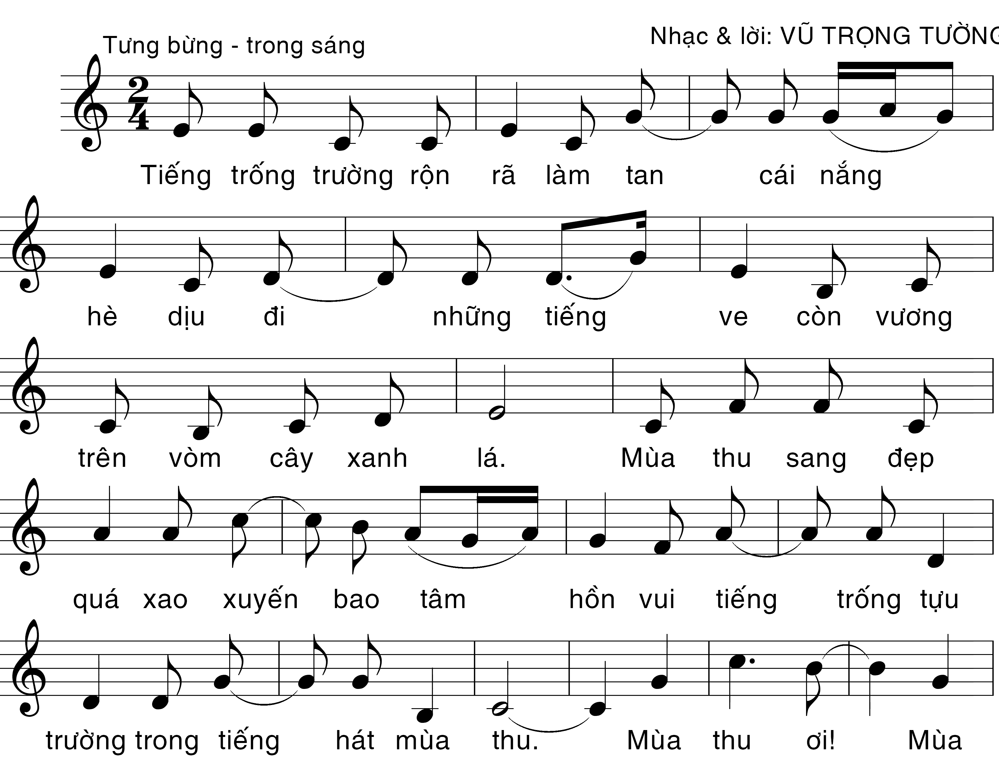 Nhạc & lời: VŨ TRỌNG TƯỜNG
Tưng bừng - trong sáng
2
4
Tiếng trống trường rộn rã làm tan cái nắng
hè dịu đi những tiếng ve còn vương
trên vòm cây xanh lá. Mùa thu sang đẹp
quá xao xuyến bao tâm hồn vui tiếng trống tựu
trường trong tiếng hát mùa thu. Mùa thu ơi! Mùa